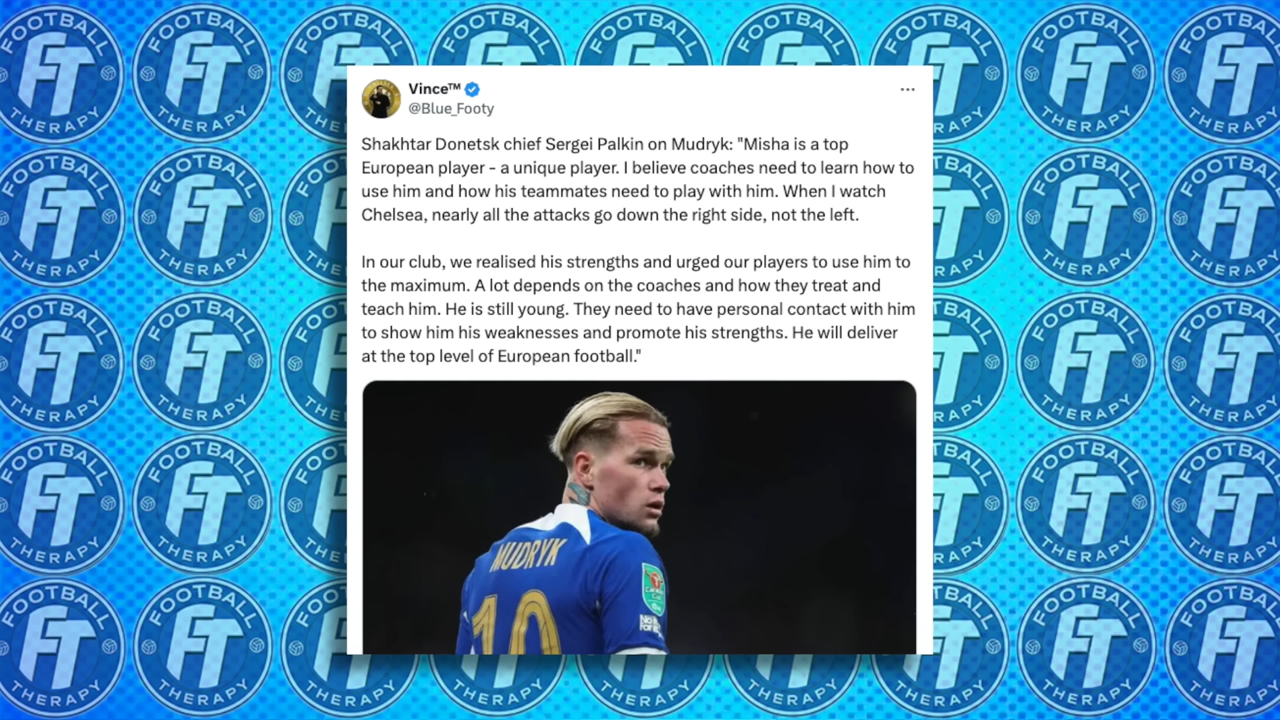 Vince™
@Blue_Footy
Shakhtar Donetsk chief Sergei Palkin on Mudryk: "Misha is a top
European player - a unique player. I believe coaches need to learn how to
use him and how his teammates need to play with him. When I watch
Chelsea, nearly all the attacks go down the right side, not the left.
In our club, we realised his strengths and urged our players to use him to
the maximum. A lot depends on the coaches and how they treat and
teach him. He is still young. They need to have personal contact with him
to show him his weaknesses and promote his strengths. He will deliver
at the top level of European football."
MUDRYK
10
FOOTBALL
FT
THERAPY